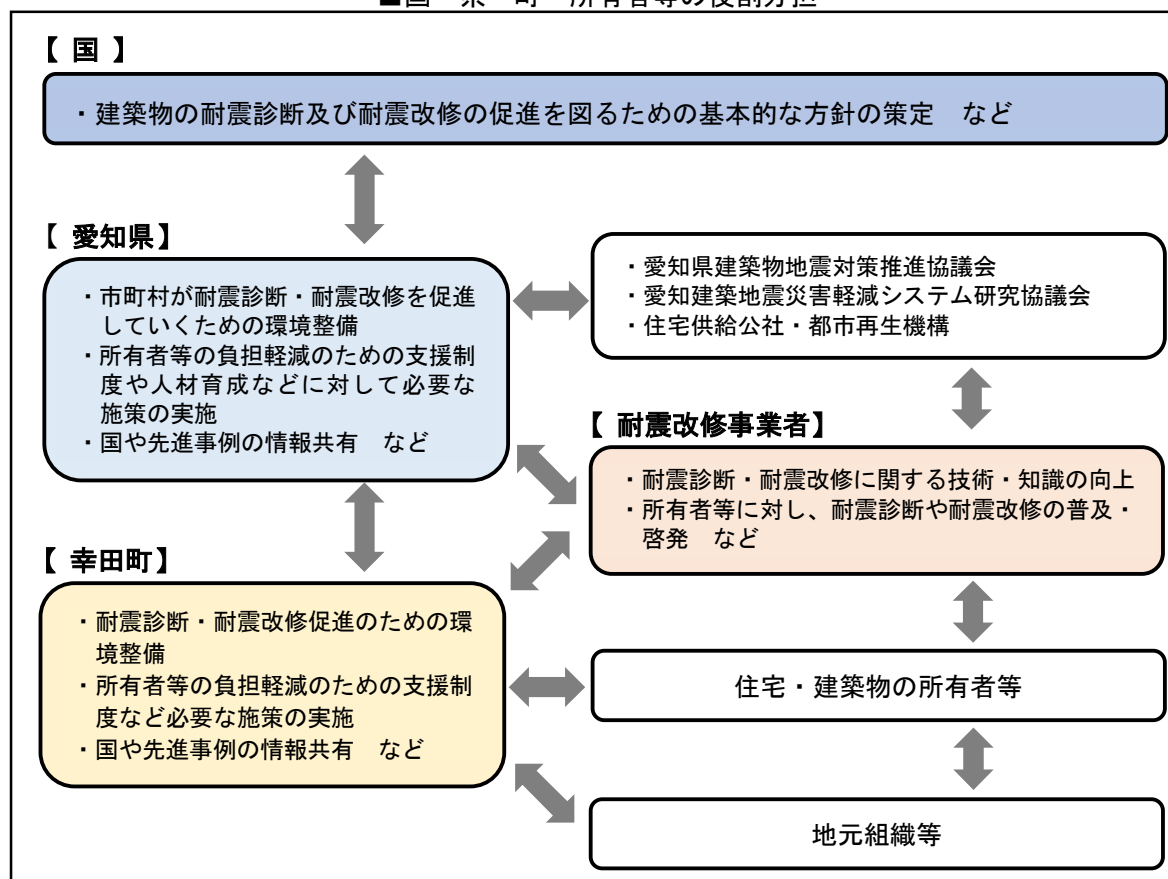 ■国・県・町・所有者等の役割分担
【 国 】
・建築物の耐震診断及び耐震改修の促進を図るための基本的な方針の策定　など
【 愛知県】
・市町村が耐震診断・耐震改修を促進
していくための環境整備
・所有者等の負担軽減のための支援制
度や人材育成などに対して必要な
施策の実施
・国や先進事例の情報共有　など
・愛知県建築物地震対策推進協議会
・愛知建築地震災害軽減システム研究協議会
・住宅供給公社・都市再生機構
【 耐震改修事業者】
・耐震診断・耐震改修に関する技術・知識の向上
・所有者等に対し、耐震診断や耐震改修の普及・
啓発　など
【 幸田町】
・耐震診断・耐震改修促進のための環
境整備
・所有者等の負担軽減のための支援制
度など必要な施策の実施
・国や先進事例の情報共有　など
住宅・建築物の所有者等
地元組織等